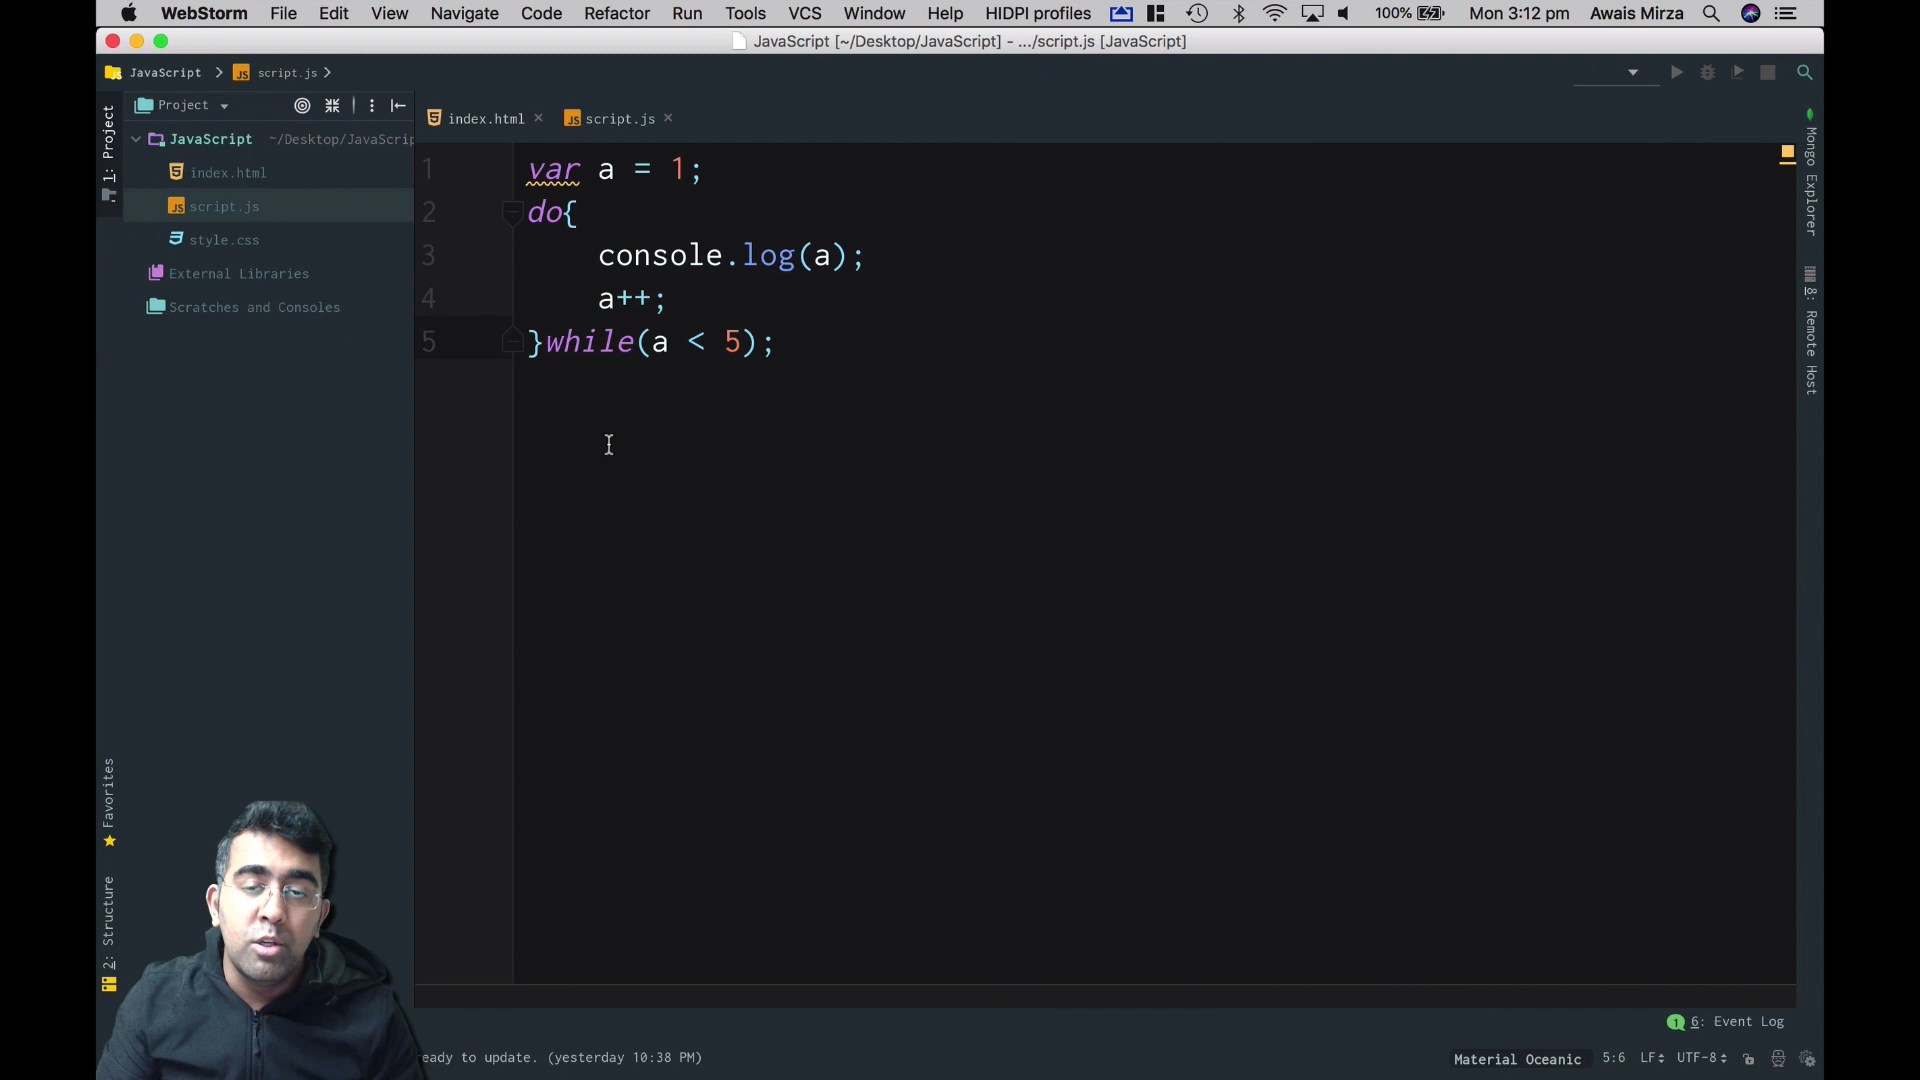 WebStorm File Edit View Navigate Code Refactor Run Tools VCS Window Help HIDPI profiles 100% Mon 3:12 pm Awais Mirza
JavaScript [~/Desktop/JavaScript] - .../script.js [JavaScript]
JavaScript script.js
Project
index.html
script.js
1: Project
JavaScript ~/Desktop/JavaScrip
index.html
script.js
style.css
External Libraries
Scratches and Consoles
1 var a = 1;
2 do{
3 console.log(a);
4 a++;
5 }while(a < 5);
Mongo Explorer
8: Remote Host
Favorites
2: Structure
1 6: Event Log
eady to update. (yesterday 10:38 PM)
Material Oceanic 5:6 LF UTF-8